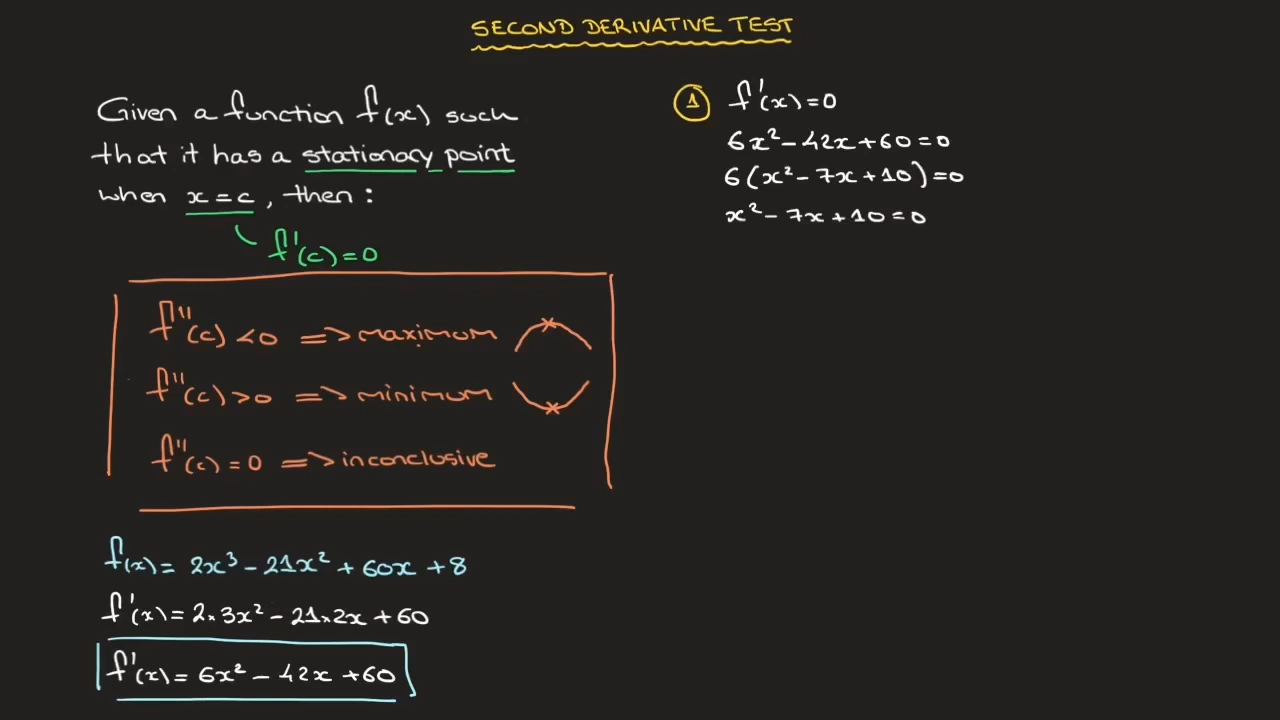 SECOND DERIVATIVE TEST
Given a function f(x) such
that it has a stationary point
when x = c, then :
f'(c) = 0
f''(c) < 0 => maximum
f''(c) > 0 => minimum
f''(c) = 0 => inconclusive
f(x) = 2x³ - 21x² + 60x + 8
f'(x) = 2×3x² - 21×2x + 60
f'(x) = 6x² - 42x + 60
1 f'(x) = 0
6x² - 42x + 60 = 0
6(x² - 7x + 10) = 0
x² - 7x + 10 = 0